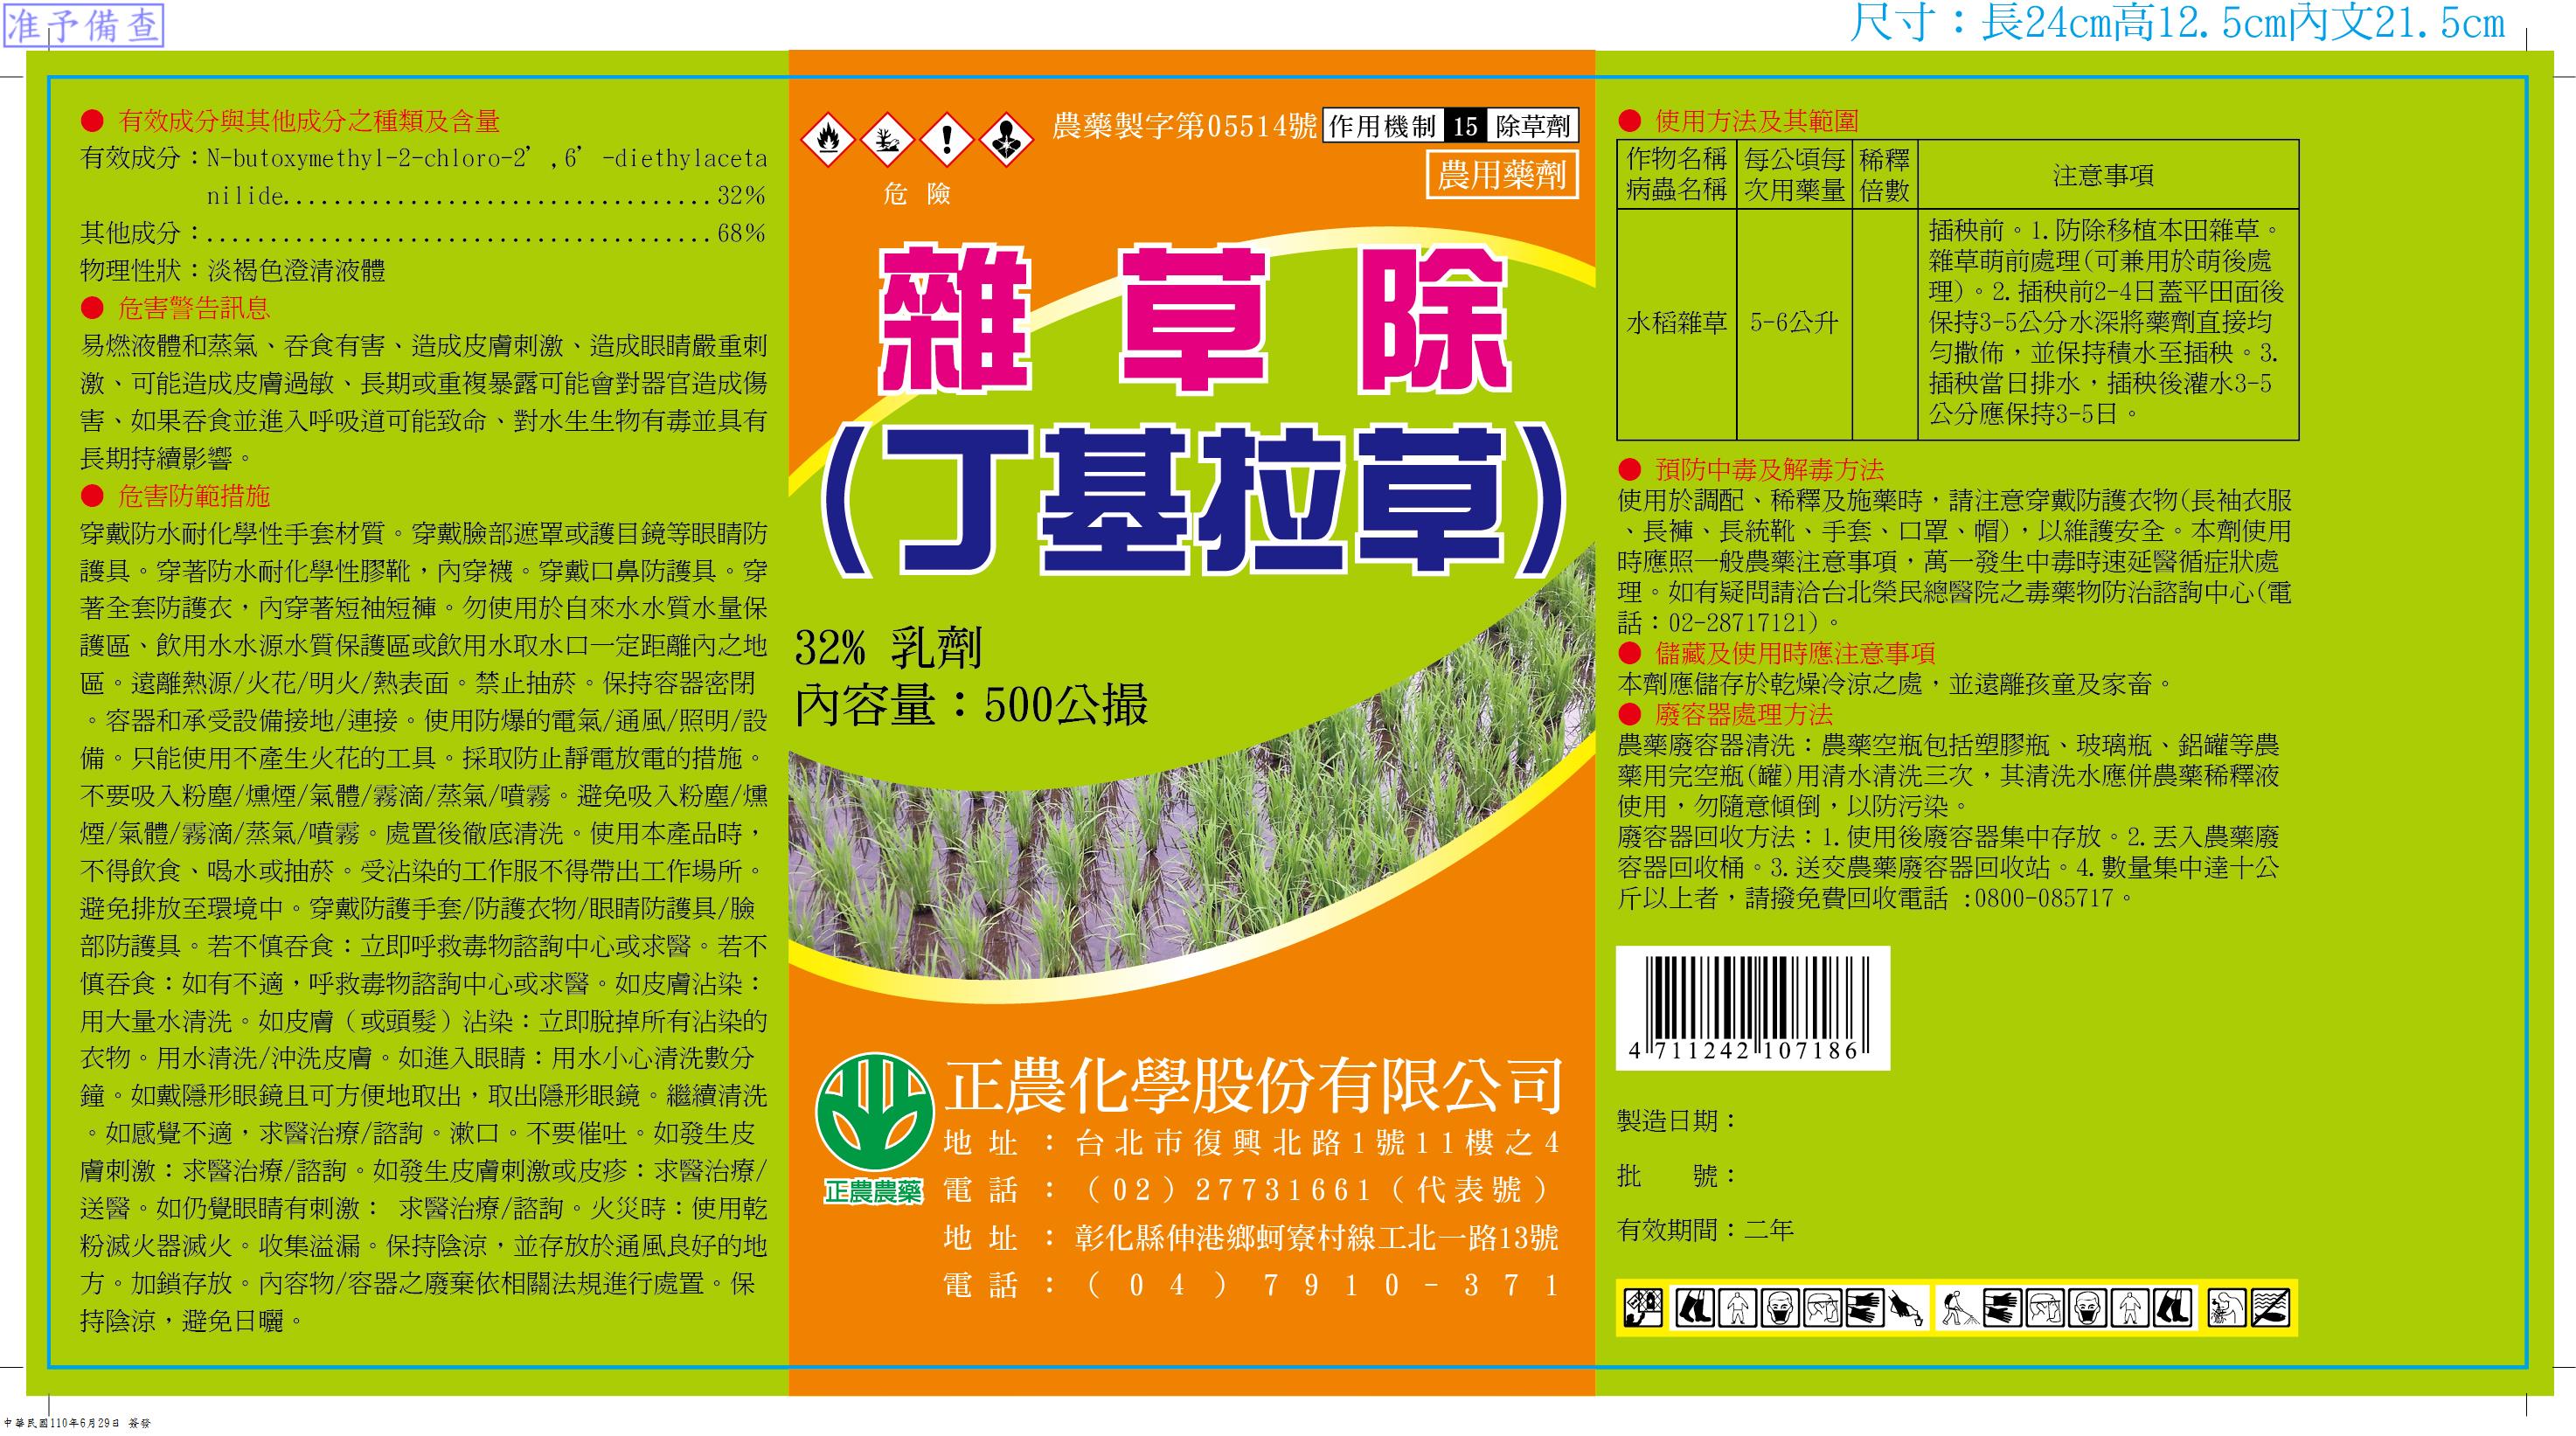 准予備查
尺寸：長24cm高12.5cm內文21.5cm
● 有效成分與其他成分之種類及含量
有效成分：N-butoxymethyl-2-chloro-2’,6’-diethylaceta
nilide..................................32%
其他成分：........................................68%
物理性狀：淡褐色澄清液體
● 危害警告訊息
易燃液體和蒸氣、吞食有害、造成皮膚刺激、造成眼睛嚴重刺
激、可能造成皮膚過敏、長期或重複暴露可能會對器官造成傷
害、如果吞食並進入呼吸道可能致命、對水生生物有毒並具有
長期持續影響。
● 危害防範措施
穿戴防水耐化學性手套材質。穿戴臉部遮罩或護目鏡等眼睛防
護具。穿著防水耐化學性膠靴，內穿襪。穿戴口鼻防護具。穿
著全套防護衣，內穿著短袖短褲。勿使用於自來水水質水量保
護區、飲用水水源水質保護區或飲用水取水口一定距離內之地
區。遠離熱源/火花/明火/熱表面。禁止抽菸。保持容器密閉
。容器和承受設備接地/連接。使用防爆的電氣/通風/照明/設
備。只能使用不產生火花的工具。採取防止靜電放電的措施。
不要吸入粉塵/燻煙/氣體/霧滴/蒸氣/噴霧。避免吸入粉塵/燻
煙/氣體/霧滴/蒸氣/噴霧。處置後徹底清洗。使用本產品時，
不得飲食、喝水或抽菸。受沾染的工作服不得帶出工作場所。
避免排放至環境中。穿戴防護手套/防護衣物/眼睛防護具/臉
部防護具。若不慎吞食：立即呼救毒物諮詢中心或求醫。若不
慎吞食：如有不適，呼救毒物諮詢中心或求醫。如皮膚沾染：
用大量水清洗。如皮膚（或頭髮）沾染：立即脫掉所有沾染的
衣物。用水清洗/沖洗皮膚。如進入眼睛：用水小心清洗數分
鐘。如戴隱形眼鏡且可方便地取出，取出隱形眼鏡。繼續清洗
。如感覺不適，求醫治療/諮詢。漱口。不要催吐。如發生皮
膚刺激：求醫治療/諮詢。如發生皮膚刺激或皮疹：求醫治療/
送醫。如仍覺眼睛有刺激： 求醫治療/諮詢。火災時：使用乾
粉滅火器滅火。收集溢漏。保持陰涼，並存放於通風良好的地
方。加鎖存放。內容物/容器之廢棄依相關法規進行處置。保
持陰涼，避免日曬。
農藥製字第05514號 作用機制 15 除草劑
農用藥劑
危 險
雜草除
(丁基拉草)
32% 乳劑
內容量：500公撮
正農化學股份有限公司
地址：台北市復興北路1號11樓之4
電話：（02）27731661（代表號）
地址：彰化縣伸港鄉蚵寮村線工北一路13號
電話：（04）7910-371
正農農藥
● 使用方法及其範圍
作物名稱 每公頃每 稀釋 注意事項
病蟲名稱 次用藥量 倍數
水稻雜草 5-6公升
插秧前。1.防除移植本田雜草。
雜草萌前處理(可兼用於萌後處
理)。2.插秧前2-4日蓋平田面後
保持3-5公分水深將藥劑直接均
勻撒佈，並保持積水至插秧。3.
插秧當日排水，插秧後灌水3-5
公分應保持3-5日。
● 預防中毒及解毒方法
使用於調配、稀釋及施藥時，請注意穿戴防護衣物(長袖衣服
、長褲、長統靴、手套、口罩、帽)，以維護安全。本劑使用
時應照一般農藥注意事項，萬一發生中毒時速延醫循症狀處
理。如有疑問請洽台北榮民總醫院之毒藥物防治諮詢中心(電
話：02-28717121)。
● 儲藏及使用時應注意事項
本劑應儲存於乾燥冷涼之處，並遠離孩童及家畜。
● 廢容器處理方法
農藥廢容器清洗：農藥空瓶包括塑膠瓶、玻璃瓶、鋁罐等農
藥用完空瓶(罐)用清水清洗三次，其清洗水應併農藥稀釋液
使用，勿隨意傾倒，以防污染。
廢容器回收方法：1.使用後廢容器集中存放。2.丟入農藥廢
容器回收桶。3.送交農藥廢容器回收站。4.數量集中達十公
斤以上者，請撥免費回收電話 :0800-085717。
4 711242 107186
製造日期：
批　　號：
有效期間：二年
中華民國110年6月29日 簽發